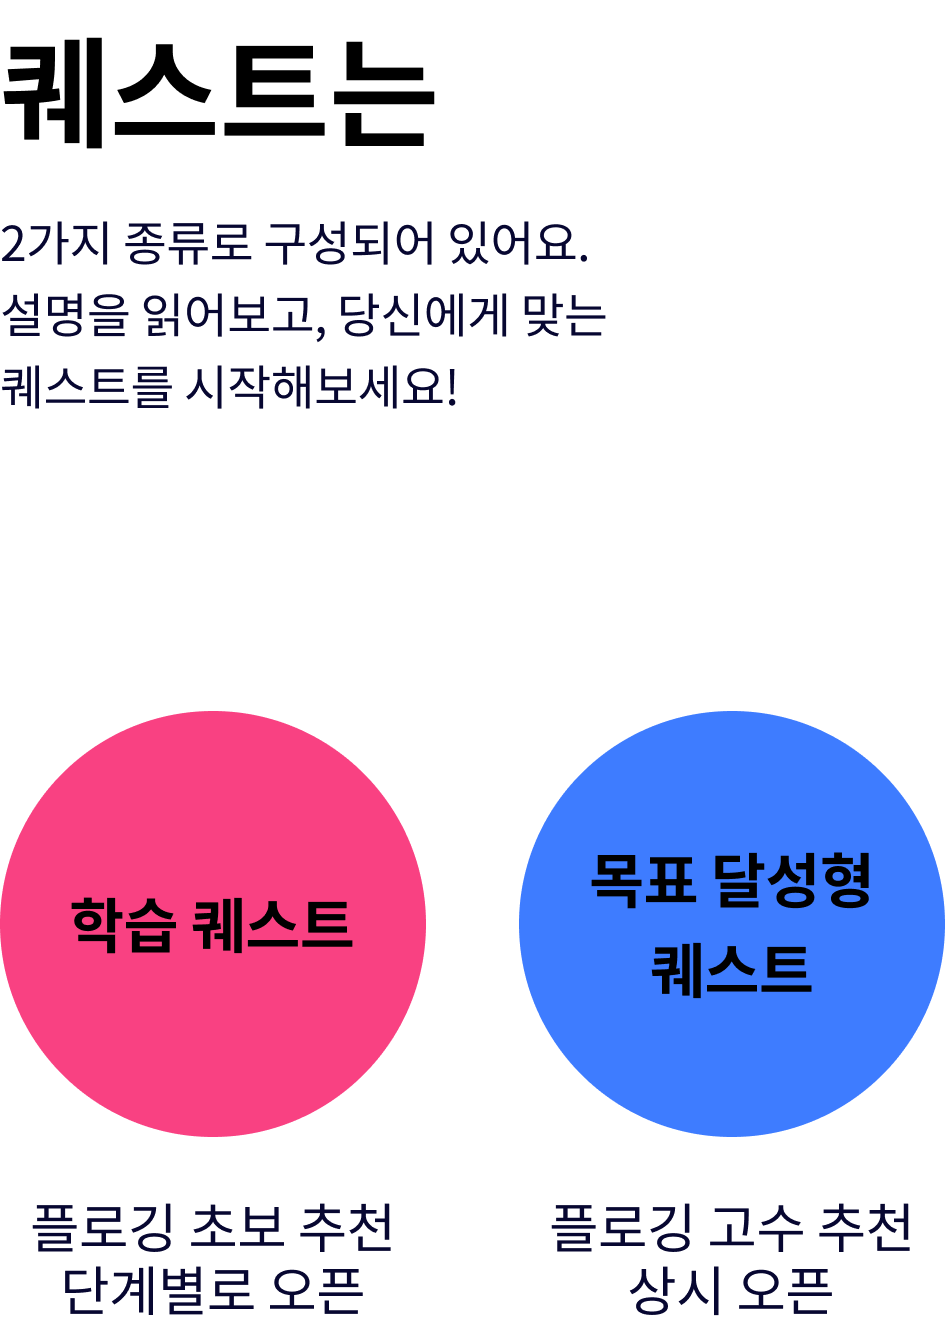 퀘스트는
2가지 종류로 구성되어 있어요.
설명을 읽어보고, 당신에게 맞는
퀘스트를 시작해보세요!
학습 퀘스트
목표 달성형
퀘스트
플로깅 초보 추천
단계별로 오픈
플로깅 고수 추천
상시 오픈